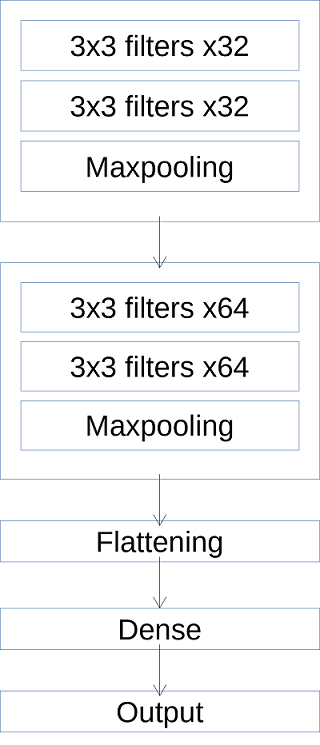 3x3 filters x32
3x3 filters x32
Maxpooling
3x3 filters x64
3x3 filters x64
Maxpooling
Flattening
Dense
Output